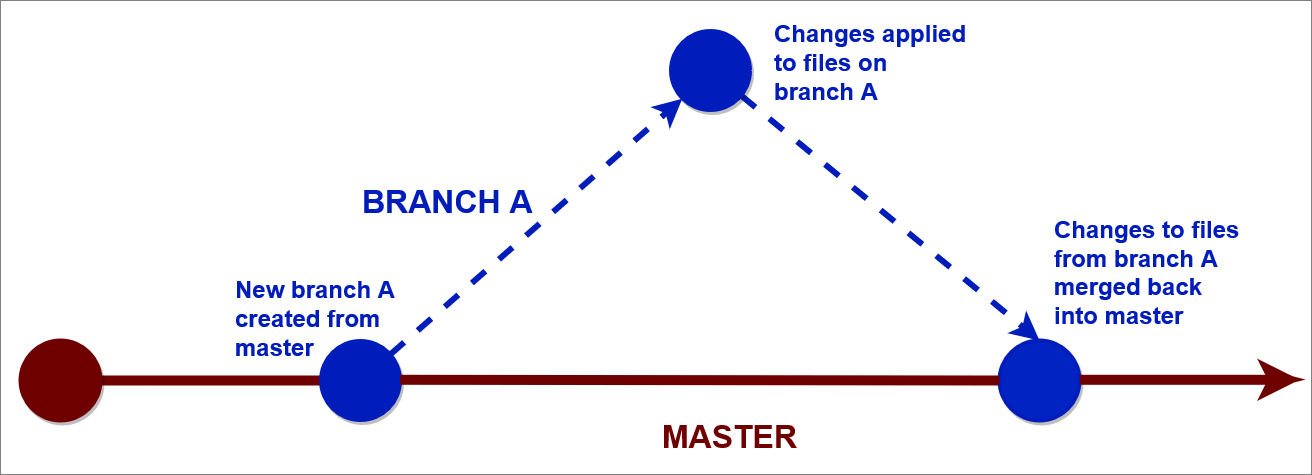 Changes applied
to files on
branch A
BRANCH A
Changes to files
from branch A
merged back
into master
New branch A
created from
master
MASTER